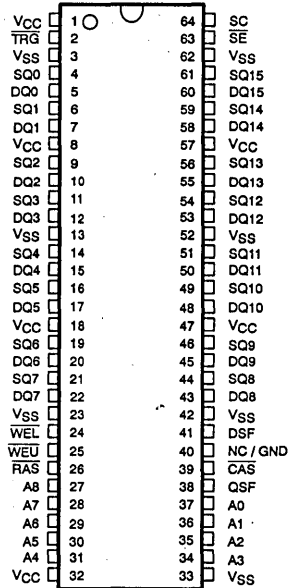 VCC 1 64 SC
TRG 2 63 SE
VSS 3 62 VSS
SQ0 4 61 SQ15
DQ0 5 60 DQ15
SQ1 6 59 SQ14
DQ1 7 58 DQ14
VCC 8 57 VCC
SQ2 9 56 SQ13
DQ2 10 55 DQ13
SQ3 11 54 SQ12
DQ3 12 53 DQ12
VSS 13 52 VSS
SQ4 14 51 SQ11
DQ4 15 50 DQ11
SQ5 16 49 SQ10
DQ5 17 48 DQ10
VCC 18 47 VCC
SQ6 19 46 SQ9
DQ6 20 45 DQ9
SQ7 21 44 SQ8
DQ7 22 43 DQ8
VSS 23 42 VSS
WEL 24 41 DSF
WEU 25 40 NC / GND
RAS 26 39 CAS
A8 27 38 QSF
A7 28 37 A0
A6 29 36 A1
A5 30 35 A2
A4 31 34 A3
VCC 32 33 VSS